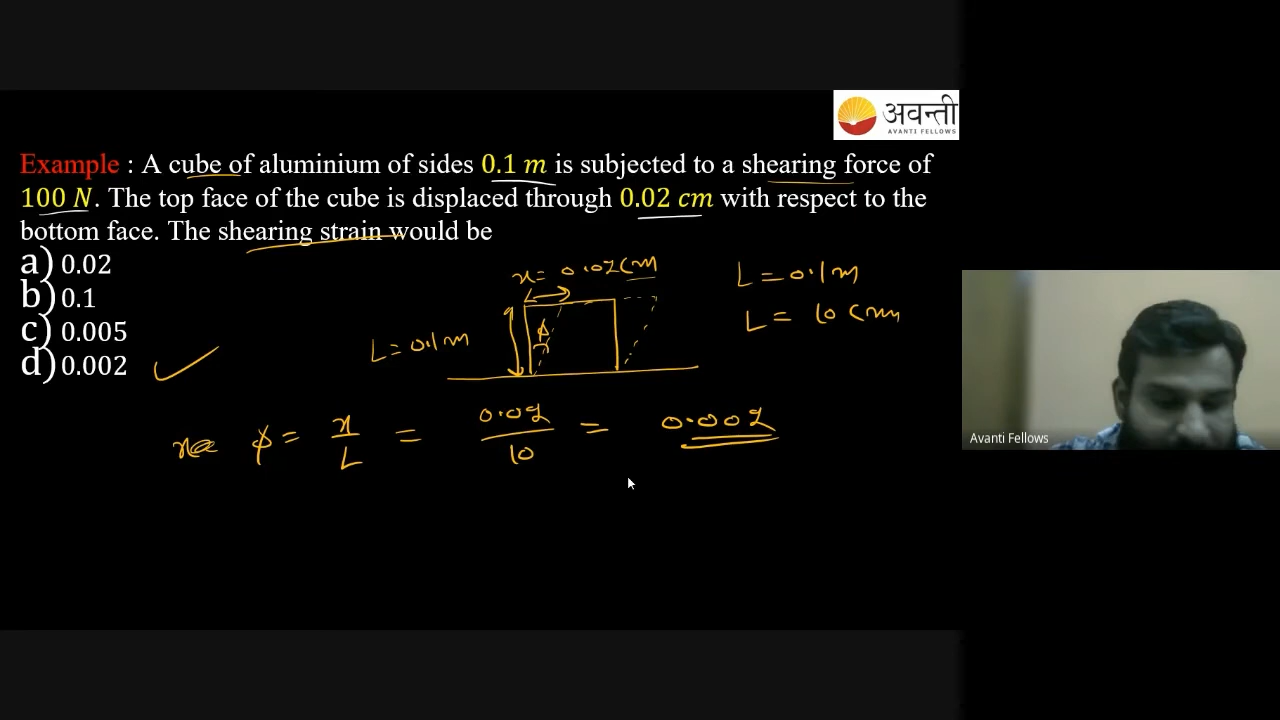 अवन्ती
AVANTI FELLOWS
Example : A cube of aluminium of sides 0.1 m is subjected to a shearing force of
100 N. The top face of the cube is displaced through 0.02 cm with respect to the
bottom face. The shearing strain would be
a) 0.02
b) 0.1
c) 0.005
d) 0.002
x = 0.02 cm
L = 0.1 m
L = 10 cm
L = 0.1 m
ϕ
ϕ = x/L = 0.02/10 = 0.002
Avanti Fellows